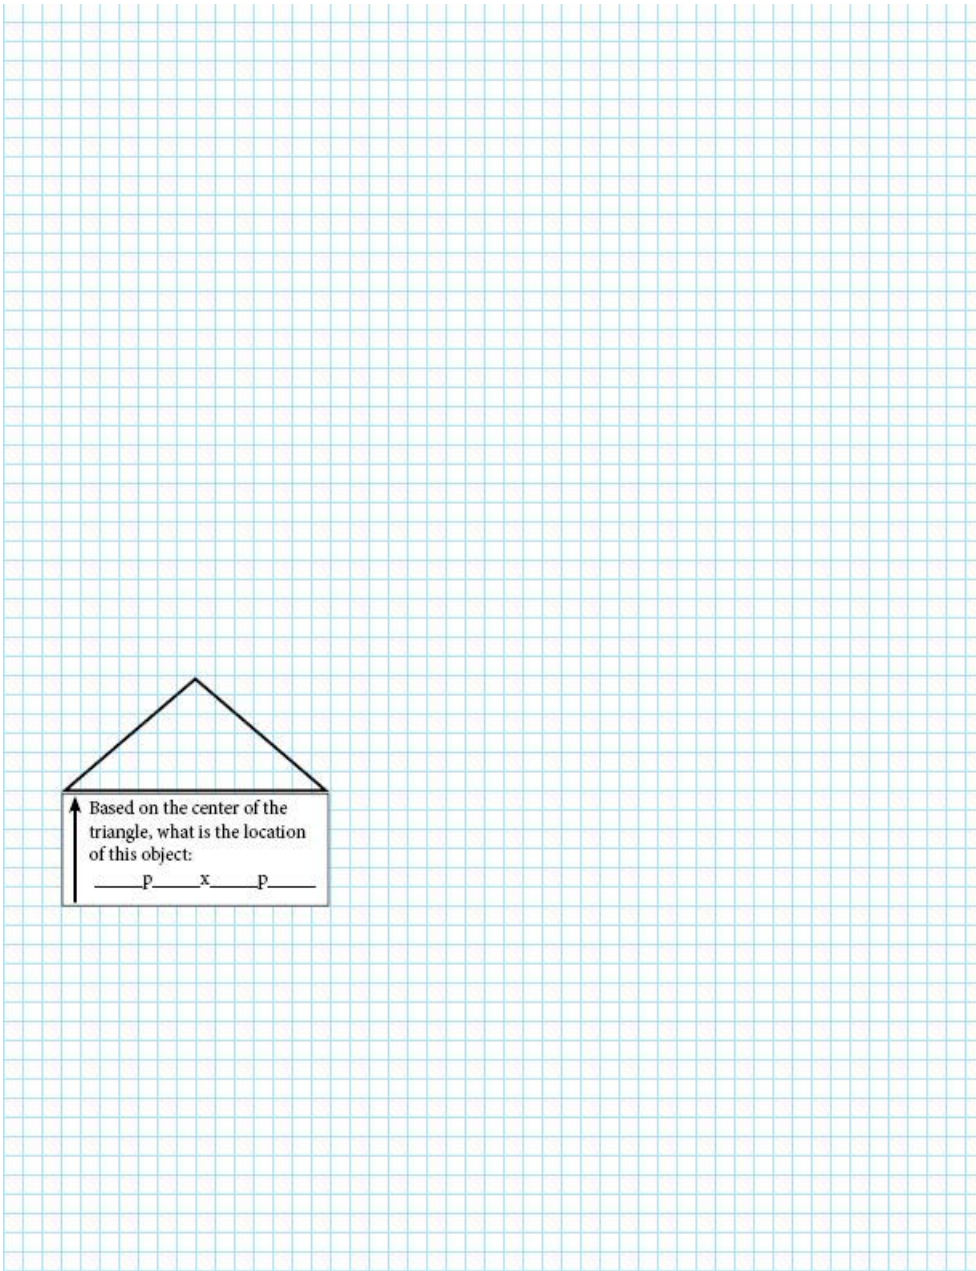 Based on the center of the
triangle, what is the location
of this object:
_____p_____x_____p_____